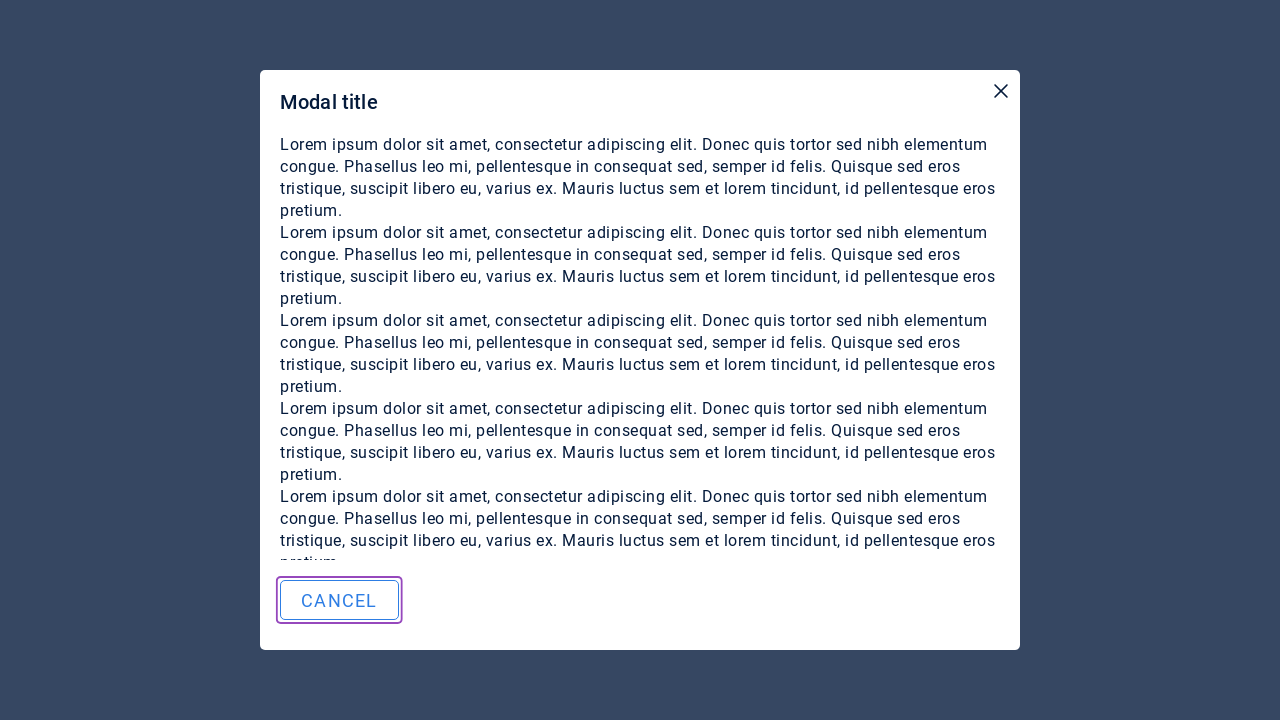 Modal title
Lorem ipsum dolor sit amet, consectetur adipiscing elit. Donec quis tortor sed nibh elementum
congue. Phasellus leo mi, pellentesque in consequat sed, semper id felis. Quisque sed eros
tristique, suscipit libero eu, varius ex. Mauris luctus sem et lorem tincidunt, id pellentesque eros
pretium.
Lorem ipsum dolor sit amet, consectetur adipiscing elit. Donec quis tortor sed nibh elementum
congue. Phasellus leo mi, pellentesque in consequat sed, semper id felis. Quisque sed eros
tristique, suscipit libero eu, varius ex. Mauris luctus sem et lorem tincidunt, id pellentesque eros
pretium.
Lorem ipsum dolor sit amet, consectetur adipiscing elit. Donec quis tortor sed nibh elementum
congue. Phasellus leo mi, pellentesque in consequat sed, semper id felis. Quisque sed eros
tristique, suscipit libero eu, varius ex. Mauris luctus sem et lorem tincidunt, id pellentesque eros
pretium.
Lorem ipsum dolor sit amet, consectetur adipiscing elit. Donec quis tortor sed nibh elementum
congue. Phasellus leo mi, pellentesque in consequat sed, semper id felis. Quisque sed eros
tristique, suscipit libero eu, varius ex. Mauris luctus sem et lorem tincidunt, id pellentesque eros
pretium.
Lorem ipsum dolor sit amet, consectetur adipiscing elit. Donec quis tortor sed nibh elementum
congue. Phasellus leo mi, pellentesque in consequat sed, semper id felis. Quisque sed eros
tristique, suscipit libero eu, varius ex. Mauris luctus sem et lorem tincidunt, id pellentesque eros
CANCEL